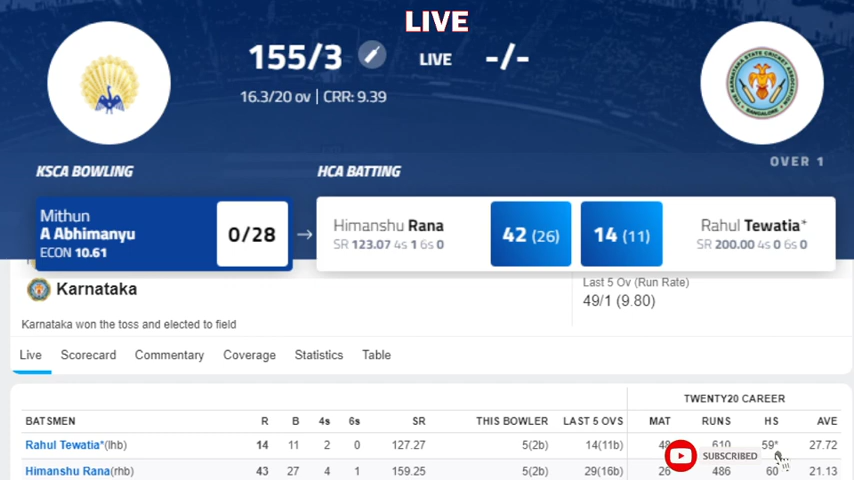 LIVE
155/3 LIVE -/-
16.3/20 ov | CRR: 9.39
THE KARNATAKA STATE CRICKET ASSOCIATION
BANGALORE
OVER 1
KSCA BOWLING HCA BATTING
Mithun
A Abhimanyu
ECON 10.61
0/28
Himanshu Rana
SR 123.07 4s 1 6s 0
42 (26)
14 (11)
Rahul Tewatia*
SR 200.00 4s 0 6s 0
Karnataka
Last 5 Ov (Run Rate)
49/1 (9.80)
Karnataka won the toss and elected to field
Live Scorecard Commentary Coverage Statistics Table
TWENTY20 CAREER
BATSMEN R B 4s 6s SR THIS BOWLER LAST 5 OVS MAT RUNS HS AVE
Rahul Tewatia*(lhb) 14 11 2 0 127.27 5(2b) 14(11b) 48 610 59* 27.72
SUBSCRIBED
Himanshu Rana(rhb) 43 27 4 1 159.25 5(2b) 29(16b) 26 486 60 21.13